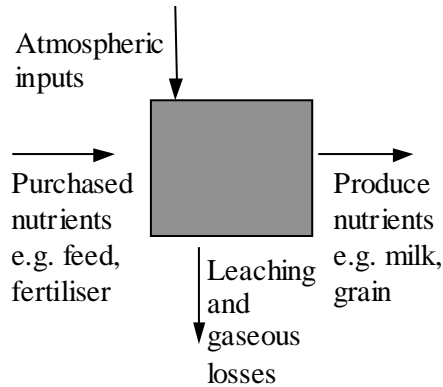 Atmospheric
inputs
Purchased
nutrients
e.g. feed,
fertiliser
Produce
nutrients
e.g. milk,
grain
Leaching
and
gaseous
losses